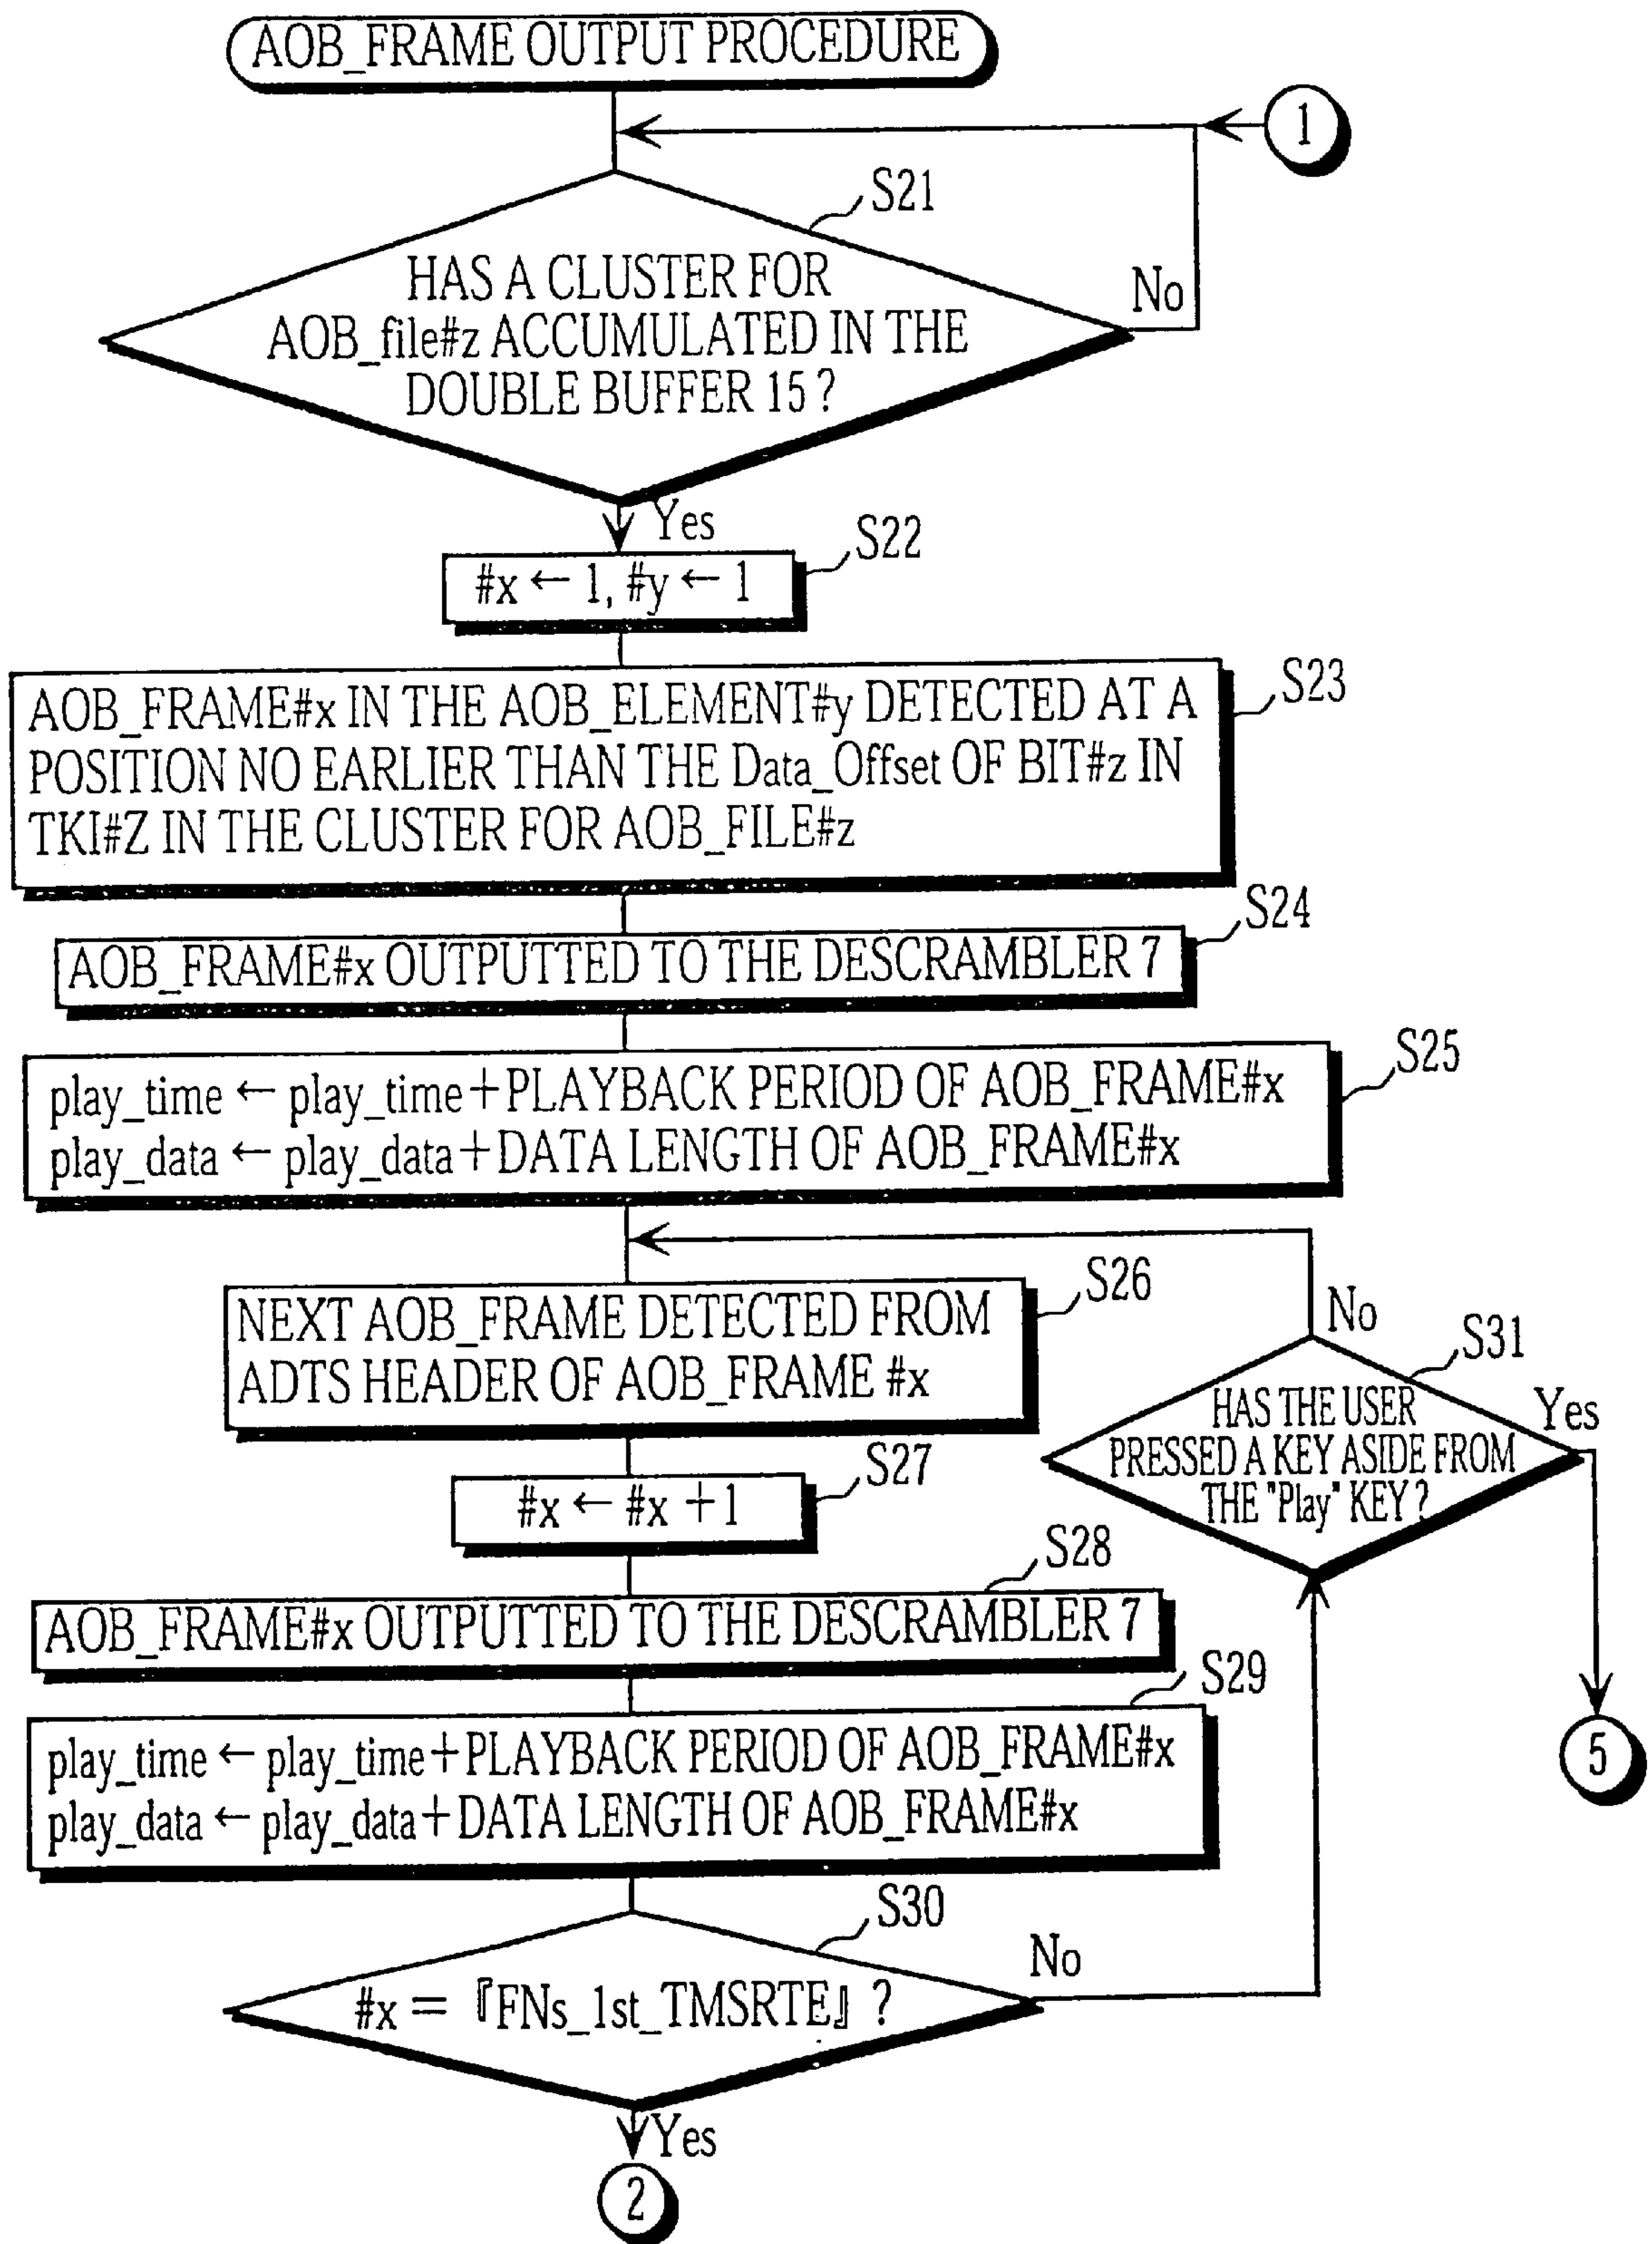 AOB_FRAME OUTPUT PROCEDURE
1
S21
HAS A CLUSTER FOR
AOB_file#z ACCUMULATED IN THE
DOUBLE BUFFER 15 ?
No
Yes
S22
#x ← 1, #y ← 1
S23
AOB_FRAME#x IN THE AOB_ELEMENT#y DETECTED AT A
POSITION NO EARLIER THAN THE Data_Offset OF BIT#z IN
TKI#Z IN THE CLUSTER FOR AOB_FILE#z
S24
AOB_FRAME#x OUTPUTTED TO THE DESCRAMBLER 7
S25
play_time ← play_time+PLAYBACK PERIOD OF AOB_FRAME#x
play_data ← play_data+DATA LENGTH OF AOB_FRAME#x
S26
NEXT AOB_FRAME DETECTED FROM
ADTS HEADER OF AOB_FRAME #x
No
S31
HAS THE USER
PRESSED A KEY ASIDE FROM
THE "Play" KEY ?
Yes
S27
#x ← #x +1
S28
AOB_FRAME#x OUTPUTTED TO THE DESCRAMBLER 7
S29
play_time ← play_time+PLAYBACK PERIOD OF AOB_FRAME#x
play_data ← play_data+DATA LENGTH OF AOB_FRAME#x
5
S30
#x = 『FNs_1st_TMSRTE』 ?
No
Yes
2